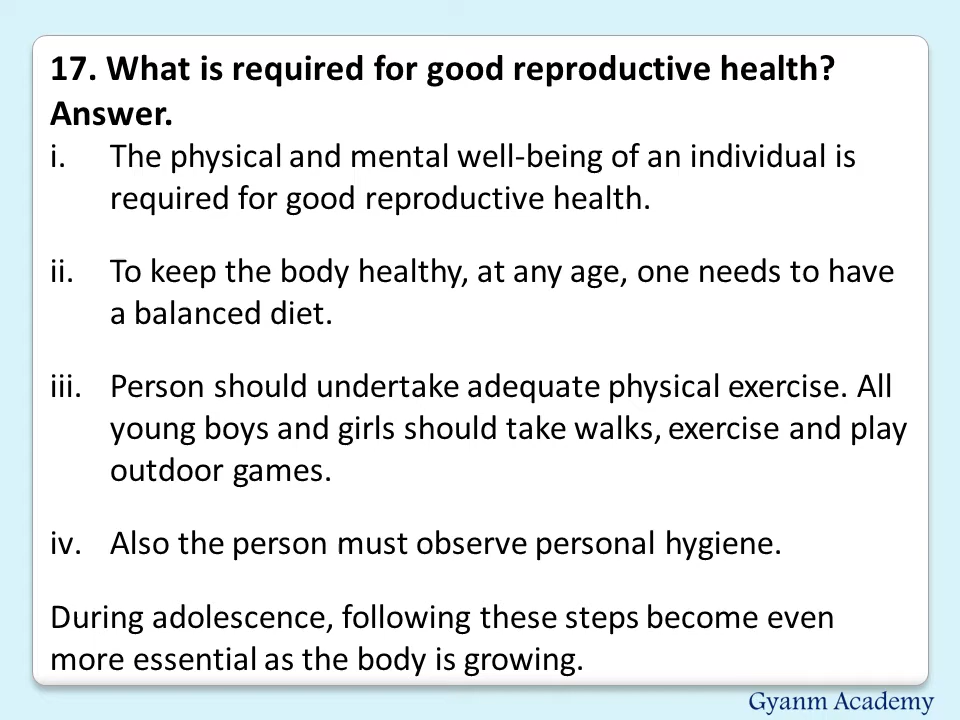 17. What is required for good reproductive health?
Answer.
i. The physical and mental well-being of an individual is
required for good reproductive health.
ii. To keep the body healthy, at any age, one needs to have
a balanced diet.
iii. Person should undertake adequate physical exercise. All
young boys and girls should take walks, exercise and play
outdoor games.
iv. Also the person must observe personal hygiene.
During adolescence, following these steps become even
more essential as the body is growing.
Gyanm Academy